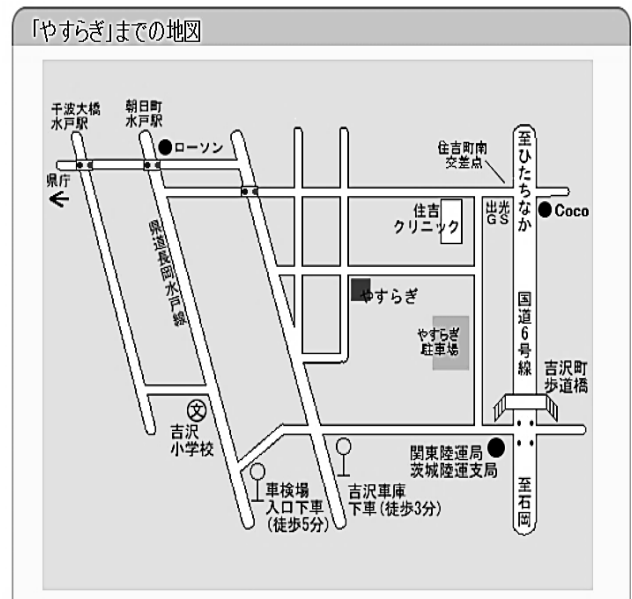 「やすらぎ」までの地図
千波大橋
水戸駅
朝日町
水戸駅
ローソン
県庁
住吉町南
交差点
至ひたちなか
住吉
クリニック
出光
GS
Coco
県道長岡水戸線
やすらぎ
国道6号線
やすらぎ
駐車場
吉沢町
歩道橋
文
吉沢
小学校
関東陸運局
茨城陸運支局
車検場
入口下車
(徒歩5分)
吉沢車庫
下車(徒歩3分)
至石岡